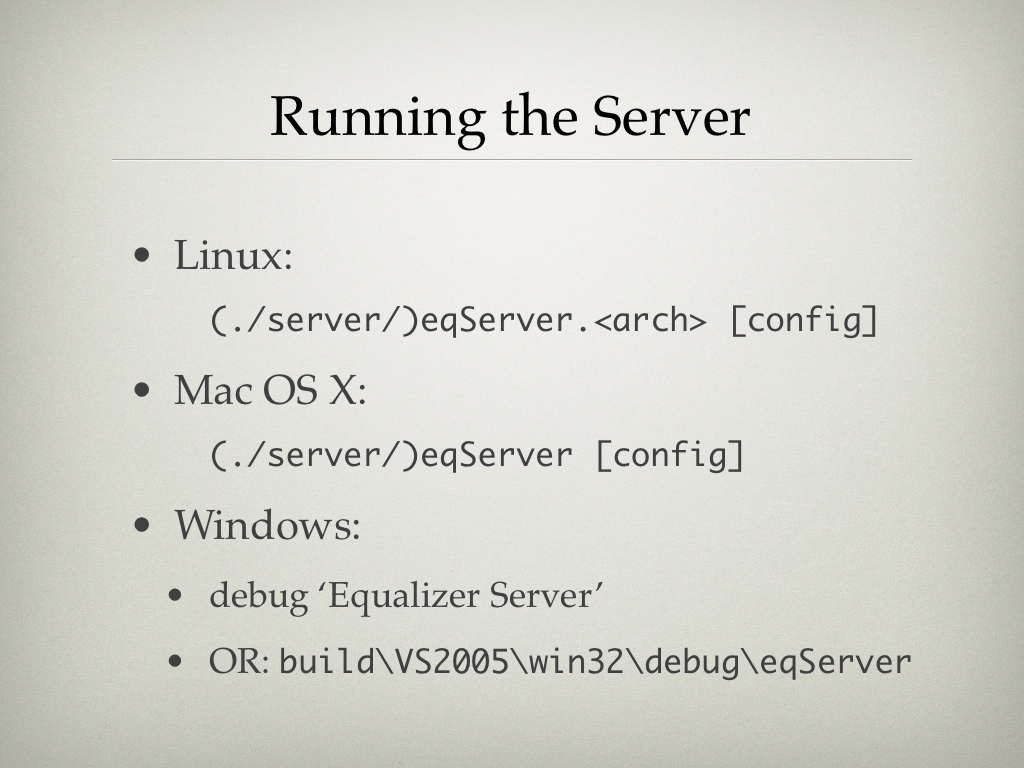 Running the Server
• Linux:
(./server/)eqServer.<arch> [config]
• Mac OS X:
(./server/)eqServer [config]
• Windows:
• debug ‘Equalizer Server’
• OR: build\VS2005\win32\debug\eqServer